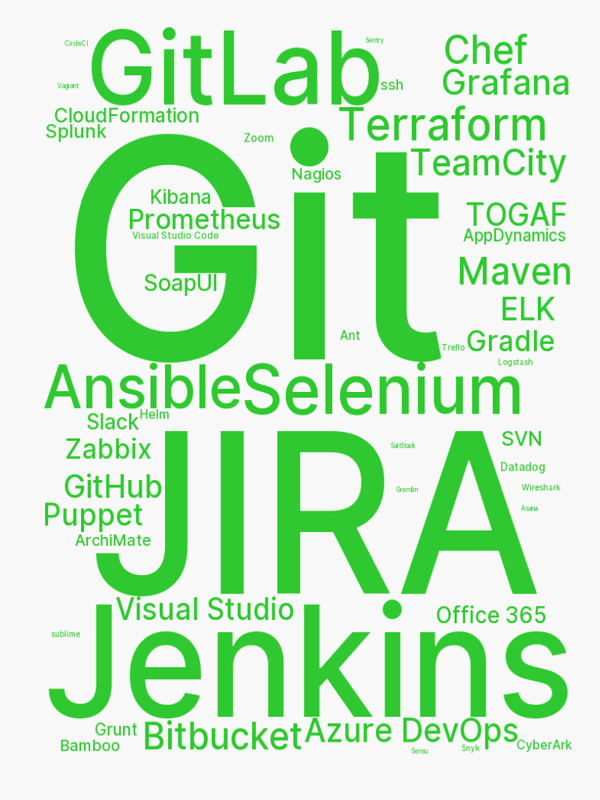 CircleCI
GitLab
Sentry
Chef
Vagrant
ssh
Grafana
CloudFormation
Splunk
Zoom
Terraform
TeamCity
Git
Nagios
Kibana
Prometheus
Visual Studio Code
TOGAF
AppDynamics
SoapUI
Maven
ELK
Ant
Trello
Gradle
Logstash
Ansible
Selenium
Slack
Helm
Zabbix
JIRA
SaltStack
SVN
Datadog
GitHub
Gremlin
Wireshark
Puppet
Asana
ArchiMate
Visual Studio
Office 365
sublime
Jenkins
Grunt
Bamboo
Bitbucket
Azure DevOps
Sensu
Snyk
CyberArk